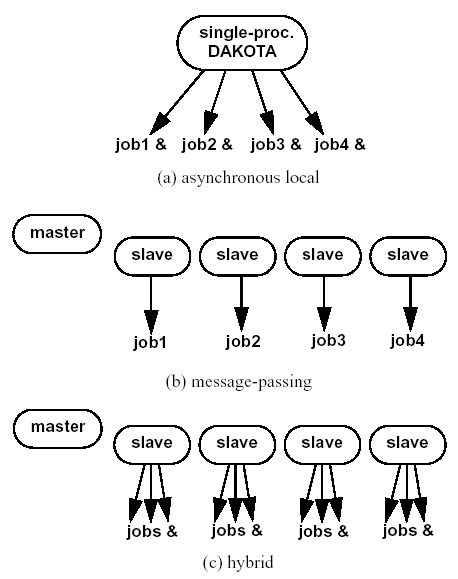 single-proc.
DAKOTA
job1 & job2 & job3 & job4 &
(a) asynchronous local
master
slave slave slave slave
job1 job2 job3 job4
(b) message-passing
master
slave slave slave slave
jobs & jobs & jobs & jobs &
(c) hybrid